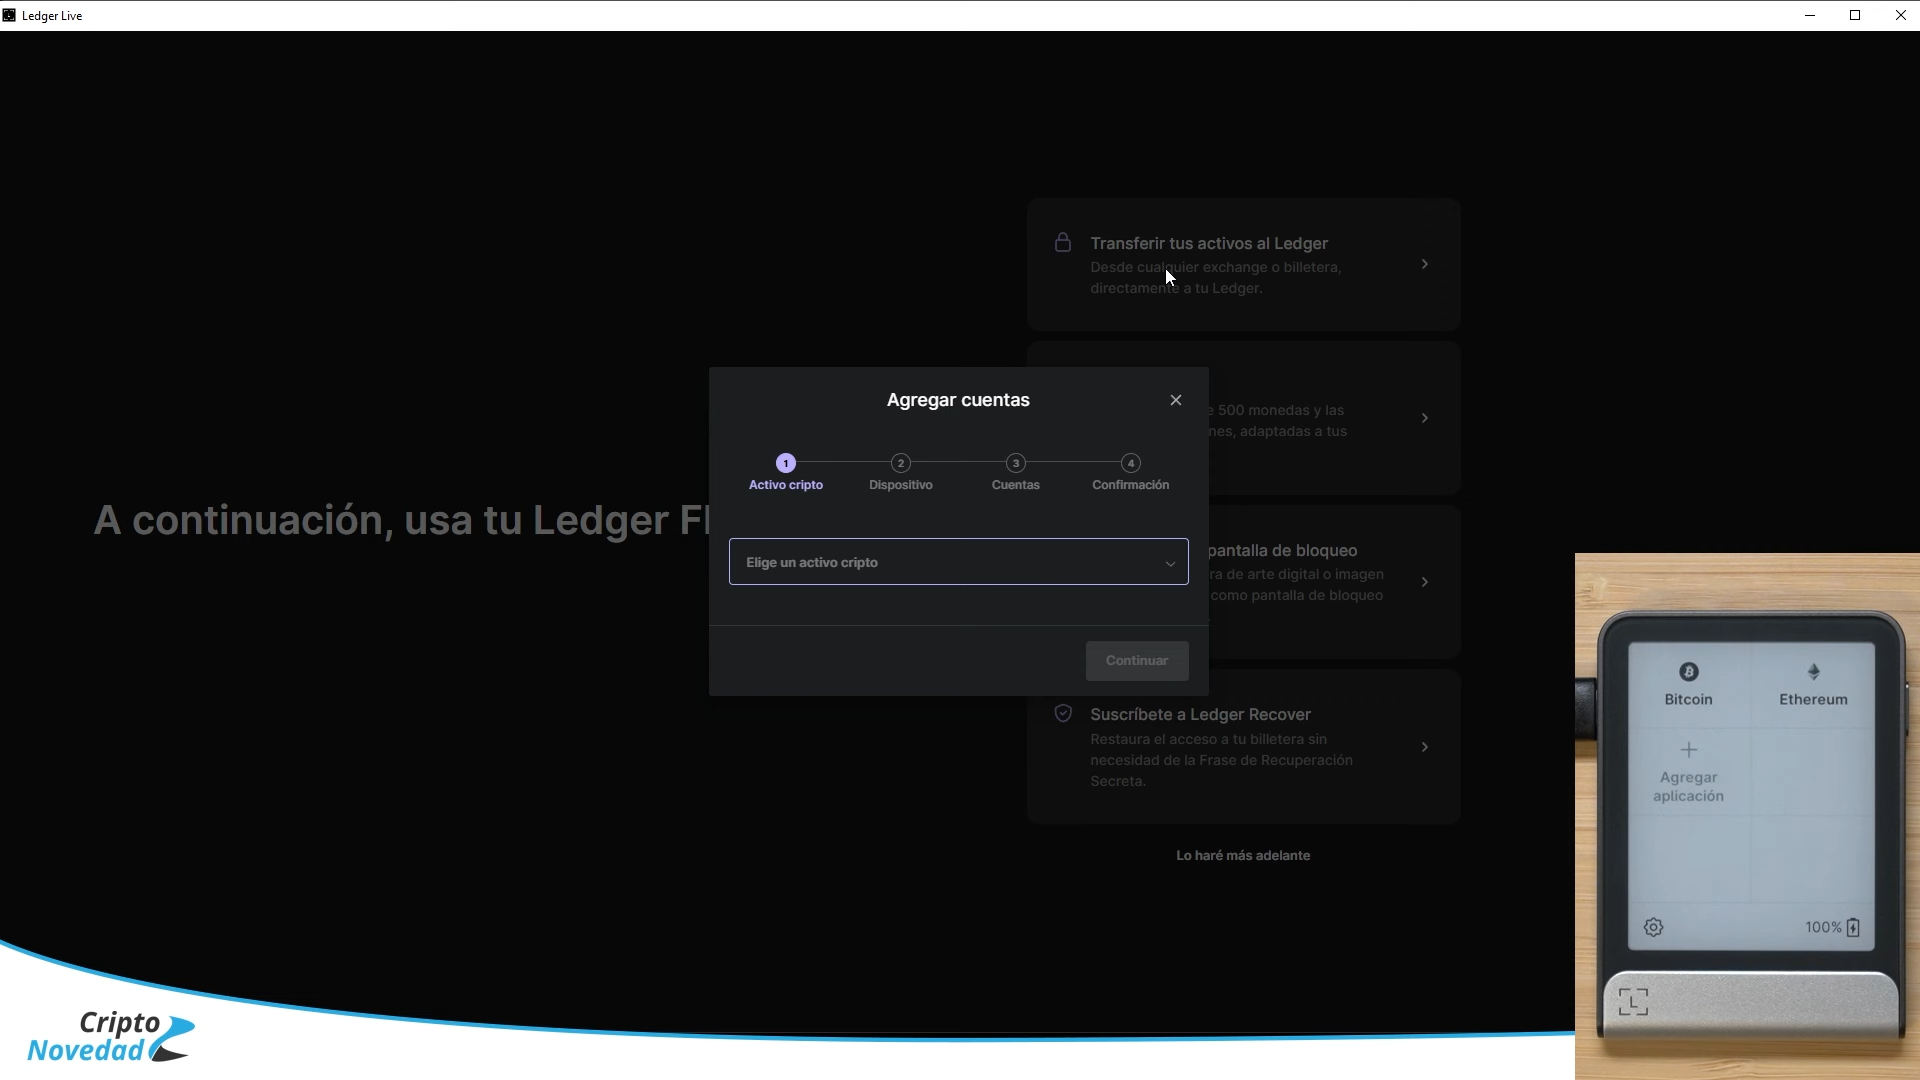 Ledger Live
Transferir tus activos al Ledger
Desde cualquier exchange o billetera,
directamente a tu Ledger.
Agregar cuentas
1
2
3
4
Activo cripto
Dispositivo
Cuentas
Confirmación
Elige un activo cripto
Continuar
500 monedas y las
nes, adaptadas a tus
A continuación, usa tu Ledger Fl
pantalla de bloqueo
ra de arte digital o imagen
como pantalla de bloqueo
Suscríbete a Ledger Recover
Restaura el acceso a tu billetera sin
necesidad de la Frase de Recuperación
Secreta.
Lo haré más adelante
Bitcoin
Ethereum
Agregar
aplicación
100%
Cripto
Novedad